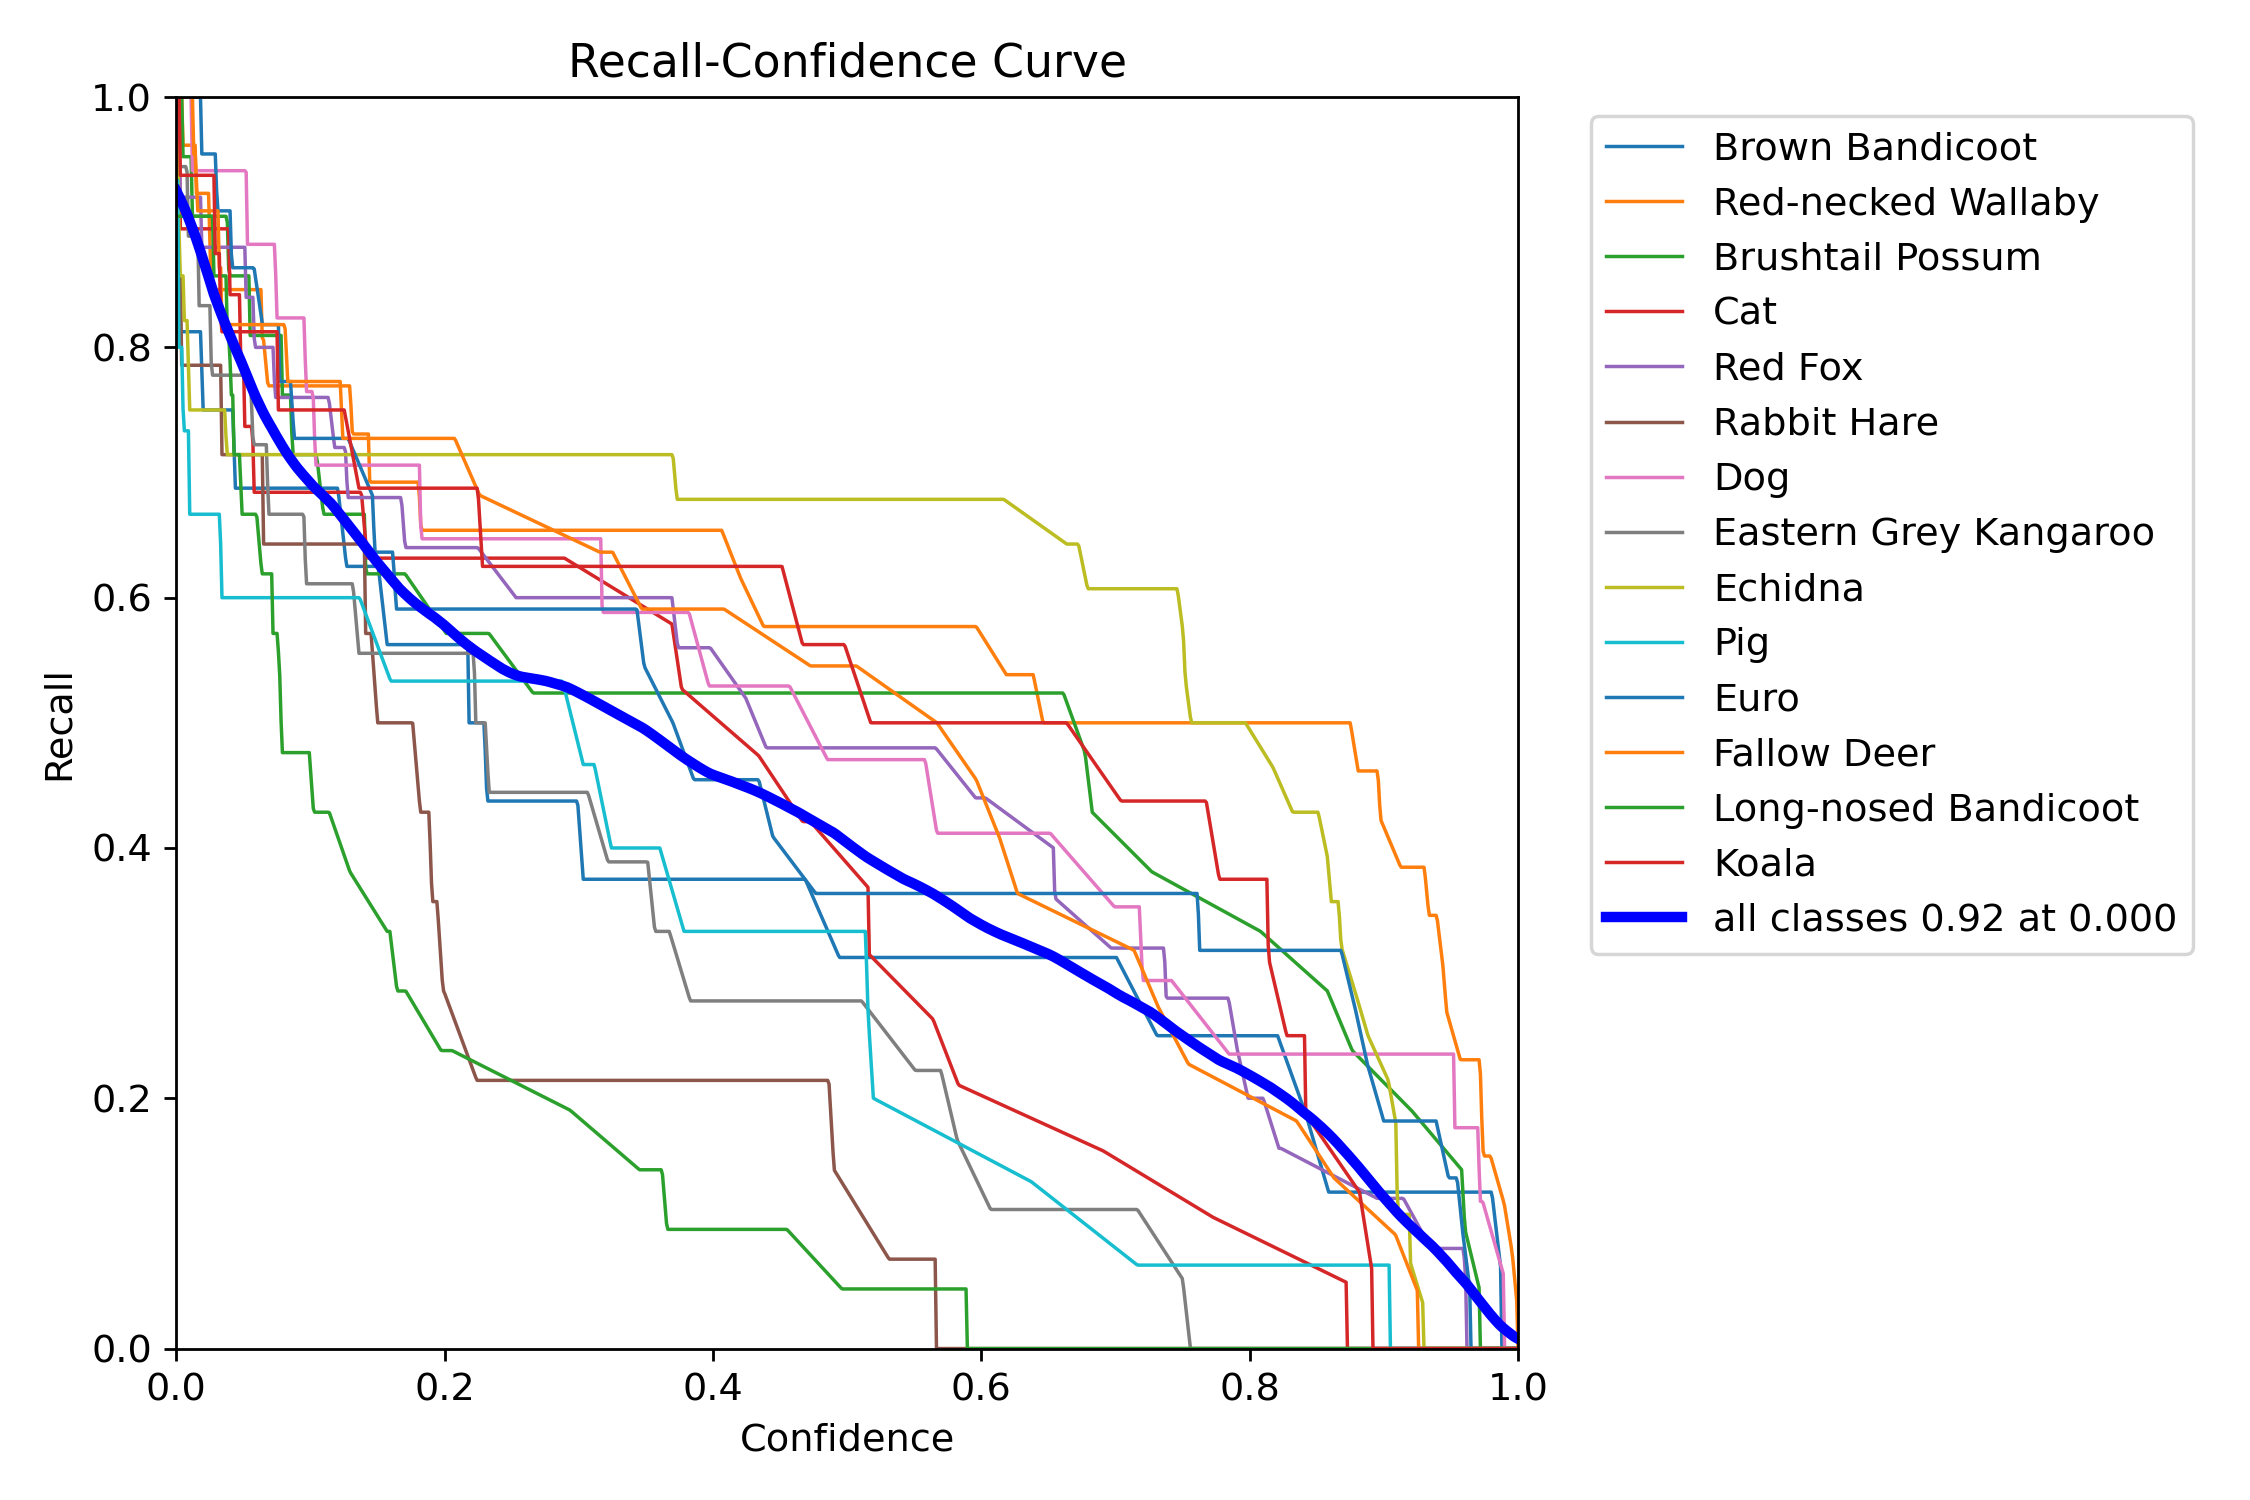 Recall-Confidence Curve
1.0
0.8
0.6
0.4
0.2
0.0
Recall
0.0 0.2 0.4 0.6 0.8 1.0
Confidence
Brown Bandicoot
Red-necked Wallaby
Brushtail Possum
Cat
Red Fox
Rabbit Hare
Dog
Eastern Grey Kangaroo
Echidna
Pig
Euro
Fallow Deer
Long-nosed Bandicoot
Koala
all classes 0.92 at 0.000